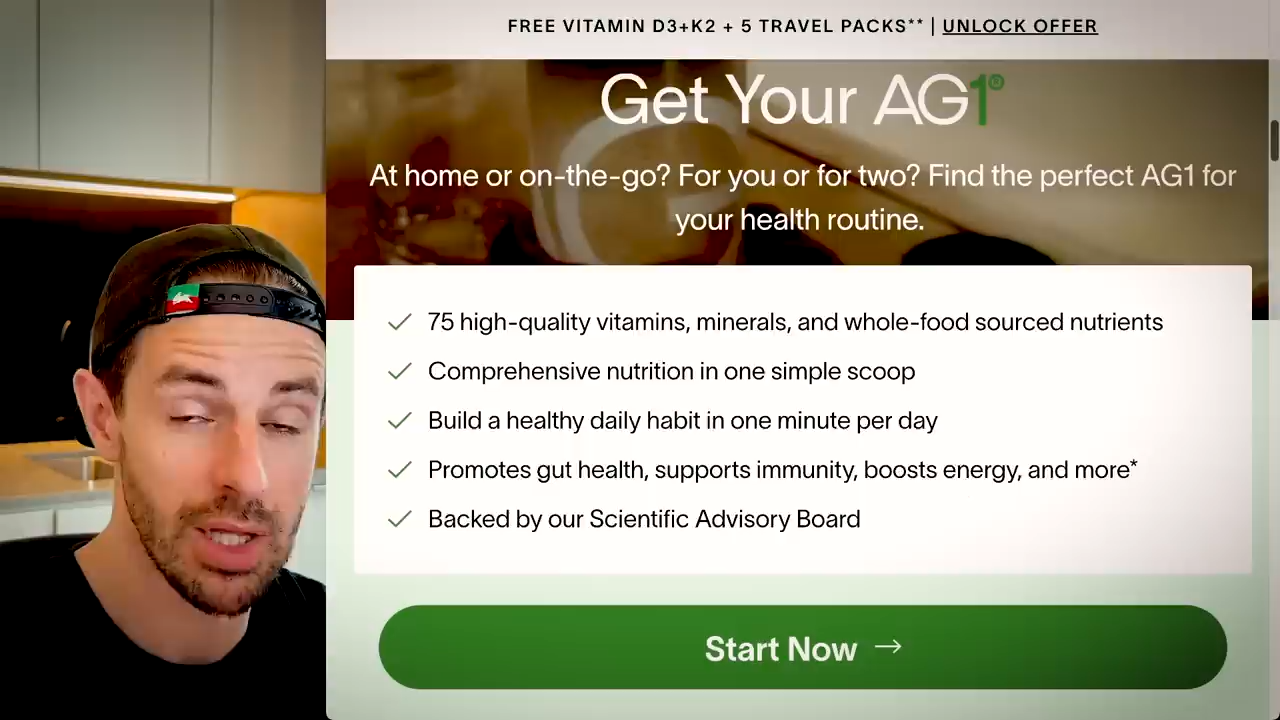 FREE VITAMIN D3+K2 + 5 TRAVEL PACKS** | UNLOCK OFFER
Get Your AG1®
At home or on-the-go? For you or for two? Find the perfect AG1 for
your health routine.
75 high-quality vitamins, minerals, and whole-food sourced nutrients
Comprehensive nutrition in one simple scoop
Build a healthy daily habit in one minute per day
Promotes gut health, supports immunity, boosts energy, and more*
Backed by our Scientific Advisory Board
Start Now →